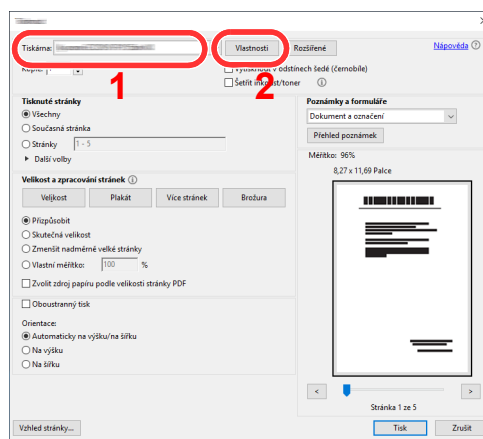 Tiskárna:
Vlastnosti
Rozšířené
Nápověda
1
2
Kopie: 1
Vytisknout v odstínech šedé (černobíle)
Šetřit inkoust/toner
Tisknuté stránky
Všechny
Současná stránka
Stránky 1 - 5
Další volby
Velikost a zpracování stránek
Velikost Plakát Více stránek Brožura
Přizpůsobit
Skutečná velikost
Zmenšit nadměrně velké stránky
Vlastní měřítko: 100 %
Zvolit zdroj papíru podle velikosti stránky PDF
Oboustranný tisk
Orientace:
Automaticky na výšku/na šířku
Na výšku
Na šířku
Poznámky a formuláře
Dokument a označení
Přehled poznámek
Měřítko: 96%
8,27 x 11,69 Palce
<
>
Stránka 1 ze 5
Vzhled stránky...
Tisk
Zrušit